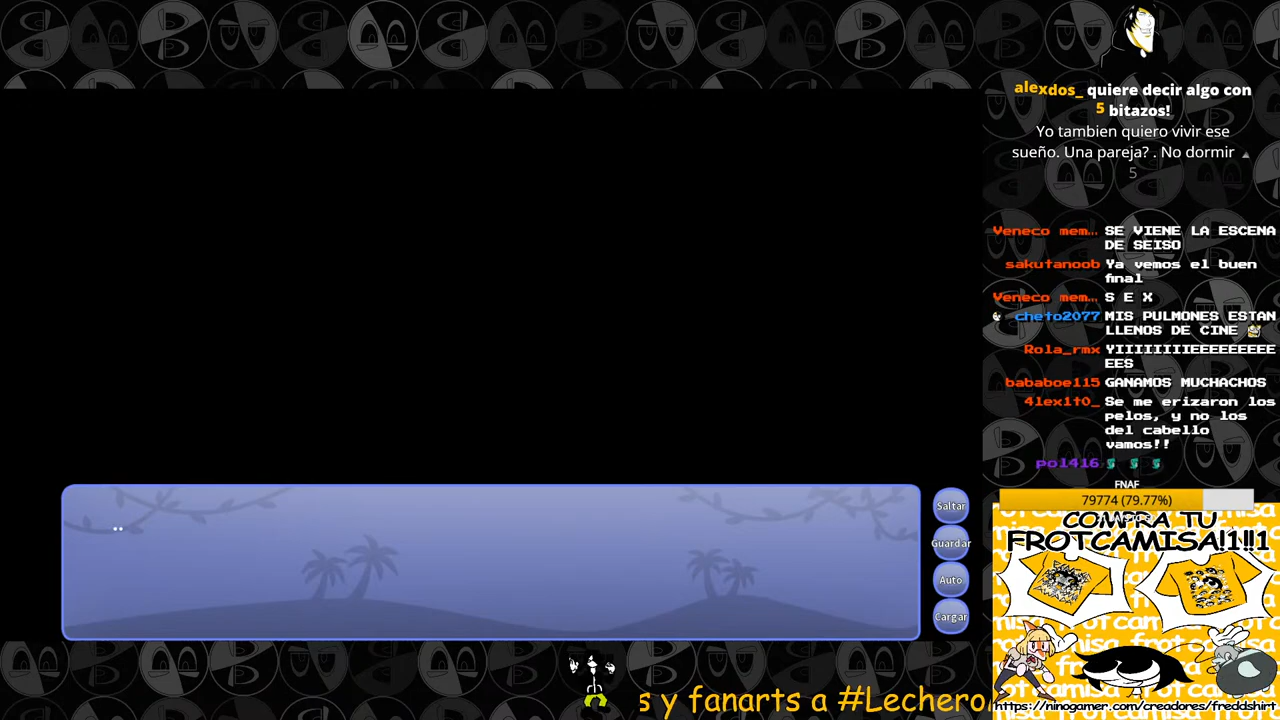 alexdos_ quiere decir algo con
5 bitazos!
Yo tambien quiero vivir ese
sueño. Una pareja? . No dormir
5
Veneco mem... SE VIENE LA ESCENA
DE SEISO
sakutanoob Ya vemos el buen
final
Veneco mem... S E X
cheto2077 MIS PULMONES ESTAN
LLENOS DE CINE
Rola_rmx YIIIIIIIIEEEEEEEEE
EES
bababoe115 GANAMOS MUCHACHOS
4lex1t0_ Se me erizaron los
pelos, y no los
del cabello
vamos!!
pol416
FNAF
79774 (79.77%)
COMPRA TU
FROTCAMISA!1!!1
https://ninogamer.com/creadores/freddshirt
..
Saltar
Guardar
Auto
Cargar
s y fanarts a #Lechero